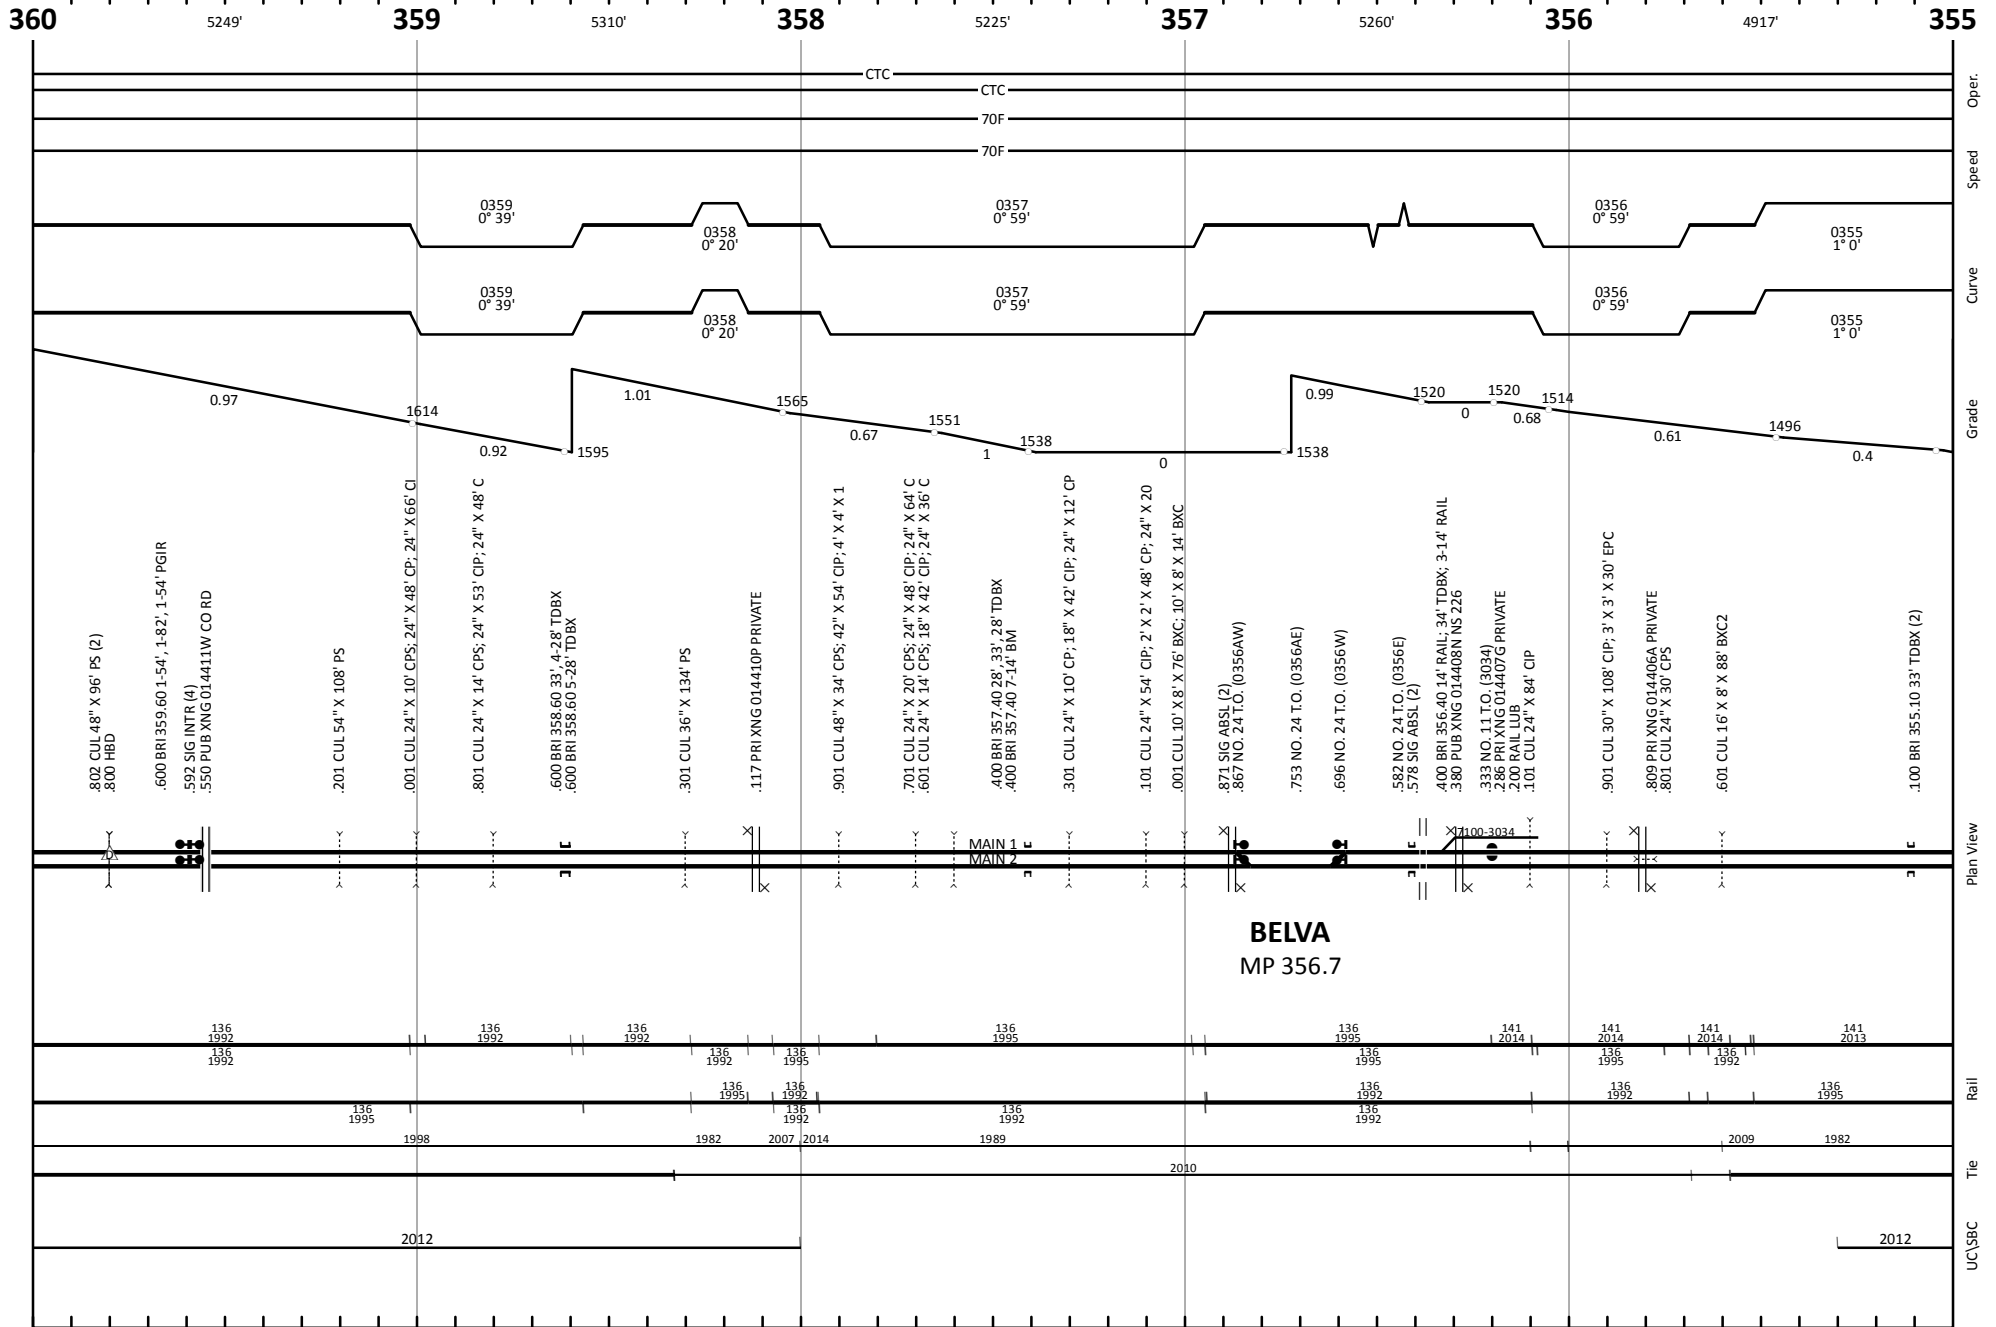 360 5249' 359 5310' 358 5225' 357 5260' 356 4917' 355
CTC
CTC
Oper.
70F
70F
Speed
0359 0358 0357 0356 0355
0° 39' 0° 20' 0° 59' 0° 59' 1° 0'
Curve
0359 0358 0357 0356 0355
0° 39' 0° 20' 0° 59' 0° 59' 1° 0'
0.97 1614 0.92 1595 1.01 1565 0.67 1551 1 1538 0 1538 0.99 1520 0 1520 0.68 1514 0.61 1496 0.4
Grade
.802 CUL 48" X 96' PS (2)
.800 HBD
.600 BRI 359.60 1-54', 1-82', 1-54' PGIR
.592 SIG INTR (4)
.550 PUB XNG 014411W CO RD
.201 CUL 54" X 108' PS
.001 CUL 24" X 10' CPS; 24" X 48' CP; 24" X 66' CI
.801 CUL 24" X 14' CPS; 24" X 53' CIP; 24" X 48' C
.600 BRI 358.60 33', 4-28' TDBX
.600 BRI 358.60 5-28' TDBX
.301 CUL 36" X 134' PS
.117 PRI XNG 014410P PRIVATE
.901 CUL 48" X 34' CPS; 42" X 54' CIP; 4' X 4' X 1
.701 CUL 24" X 20' CPS; 24" X 48' CIP; 24" X 64' C
.601 CUL 24" X 14' CPS; 18" X 42' CIP; 24" X 36' C
.400 BRI 357.40 28', 33', 28' TDBX
.400 BRI 357.40 7-14' BM
.301 CUL 24" X 10' CP; 18" X 42' CIP; 24" X 12' CP
.101 CUL 24" X 54' CIP; 2' X 2' X 48' CP; 24" X 20
.001 CUL 10' X 8' X 76' BXC; 10' X 8' X 14' BXC
.871 SIG ABSL (2)
.867 NO. 24 T.O. (0356AW)
.753 NO. 24 T.O. (0356AE)
.696 NO. 24 T.O. (0356W)
.582 NO. 24 T.O. (0356E)
.578 SIG ABSL (2)
.400 BRI 356.40 14' RAIL; 34' TDBX; 3-14' RAIL
.380 PUB XNG 014408N NS 226
.333 NO. 11 T.O. (3034)
.286 PRI XNG 014407G PRIVATE
.200 RAIL LUB
.101 CUL 24" X 84' CIP
.901 CUL 30" X 108' CIP; 3' X 3' X 30' EPC
.809 PRI XNG 014406A PRIVATE
.801 CUL 24" X 30' CPS
.601 CUL 16' X 8' X 88' BXC2
.100 BRI 355.10 33' TDBX (2)
7100-3034
MAIN 1
MAIN 2
D
Plan View
BELVA
MP 356.7
136 136 136 136 136 141 141 141 141
1992 1992 1992 1995 1995 2014 2014 2014 2013
136 136 136 136 136 136
1992 1992 1995 1995 1995 1992
136 136 136 136 136
1995 1992 1992 1992 1995
Rail
136 136 136 136
1995 1992 1992 1992
1998 1982 2007 2014 1989 2009 1982
2010
Tie
2012 2012
UC\SBC